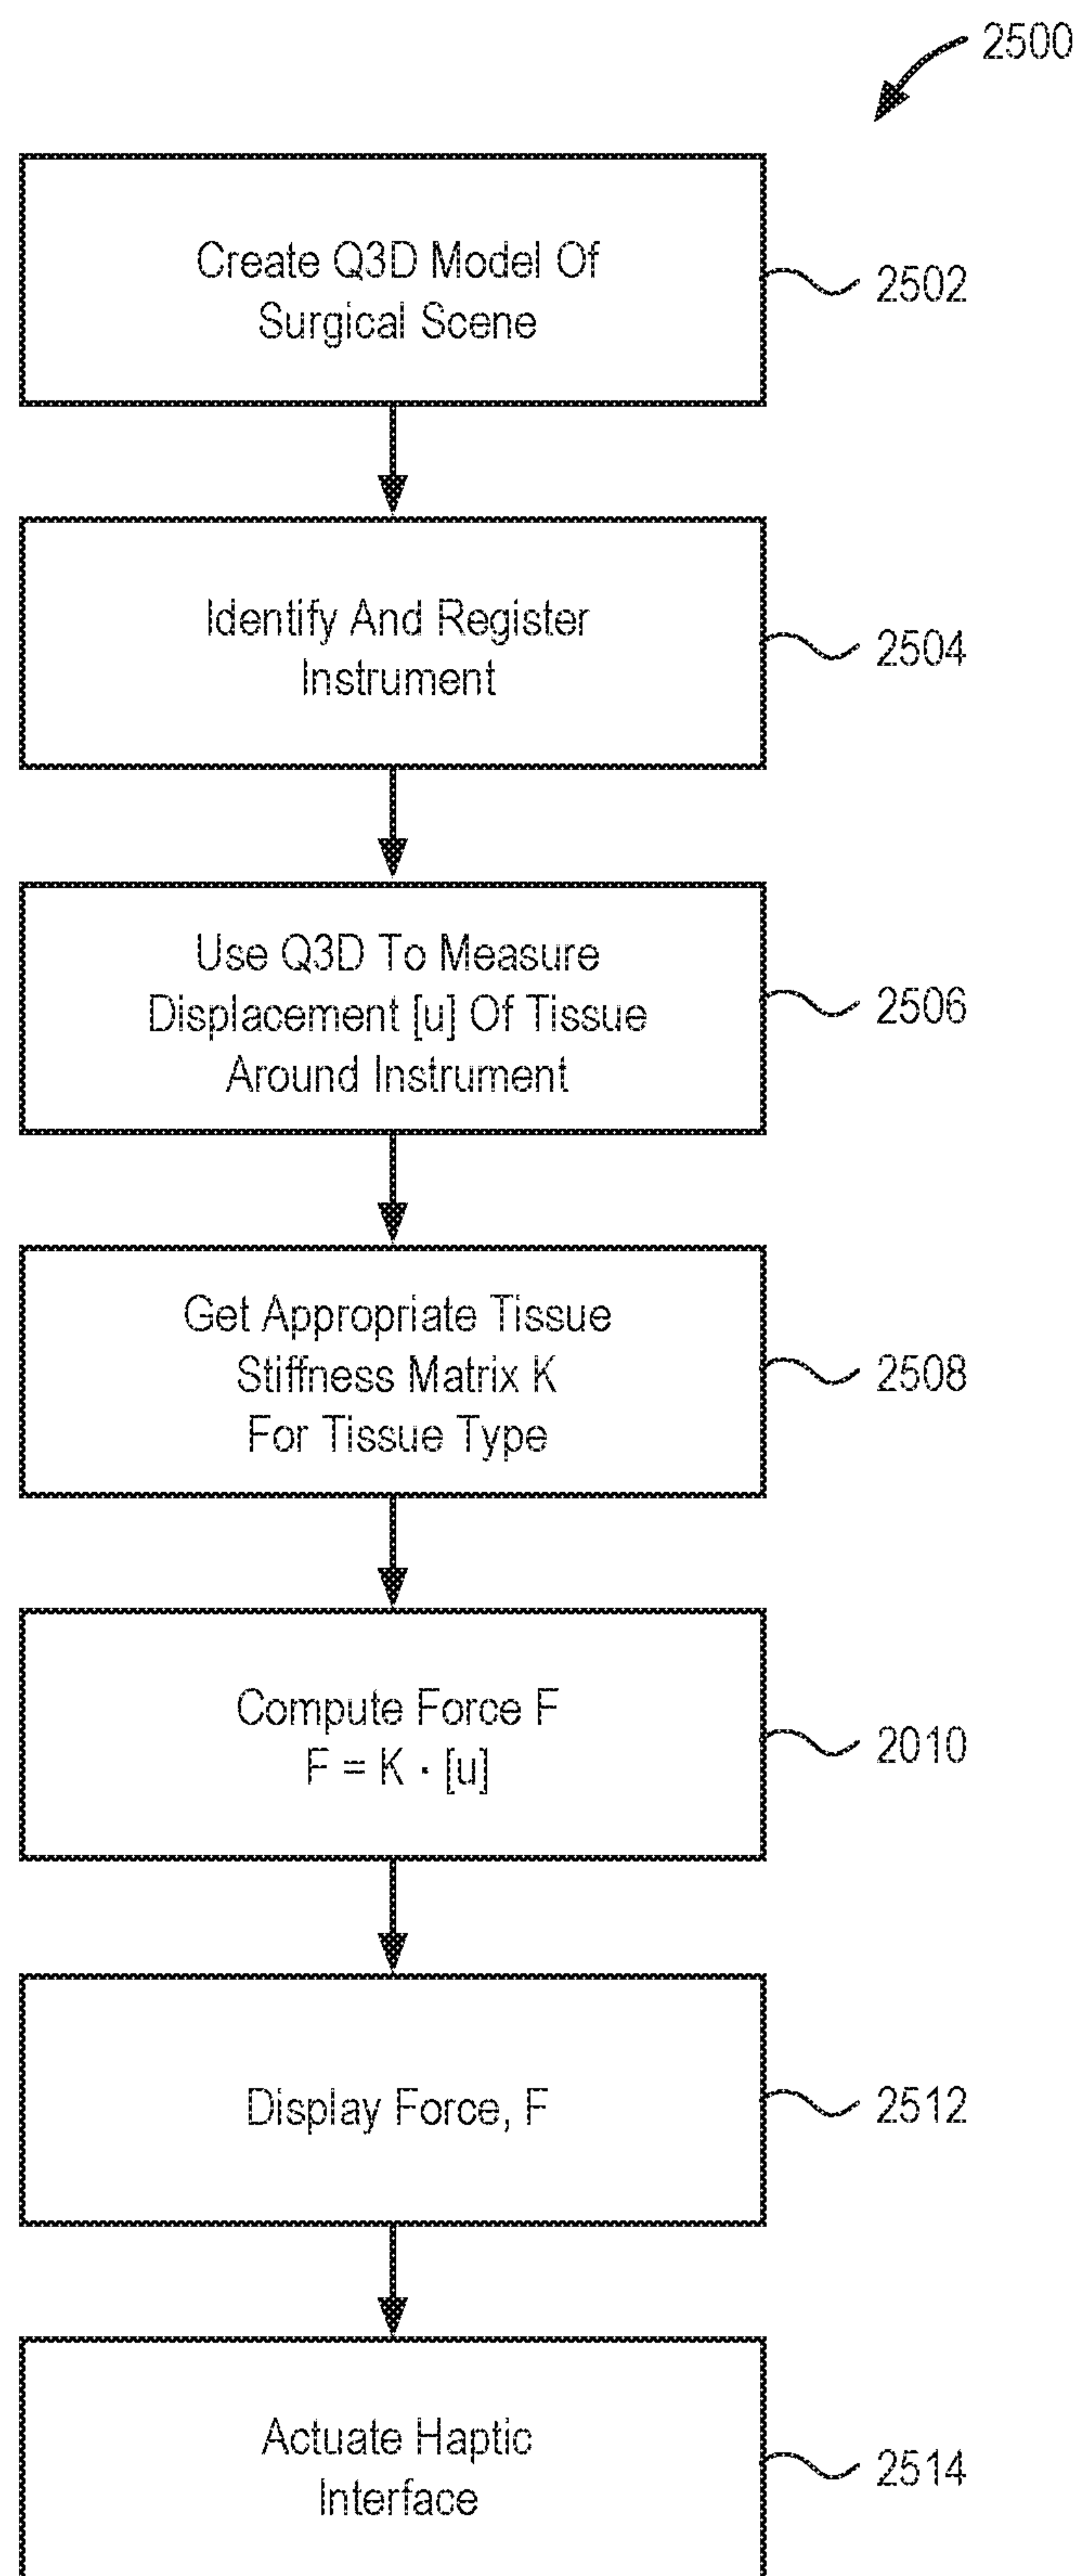 2500
Create Q3D Model Of
Surgical Scene
2502
Identify And Register
Instrument
2504
Use Q3D To Measure
Displacement [u] Of Tissue
Around Instrument
2506
Get Appropriate Tissue
Stiffness Matrix K
For Tissue Type
2508
Compute Force F
F = K · [u]
2010
Display Force, F
2512
Actuate Haptic
Interface
2514